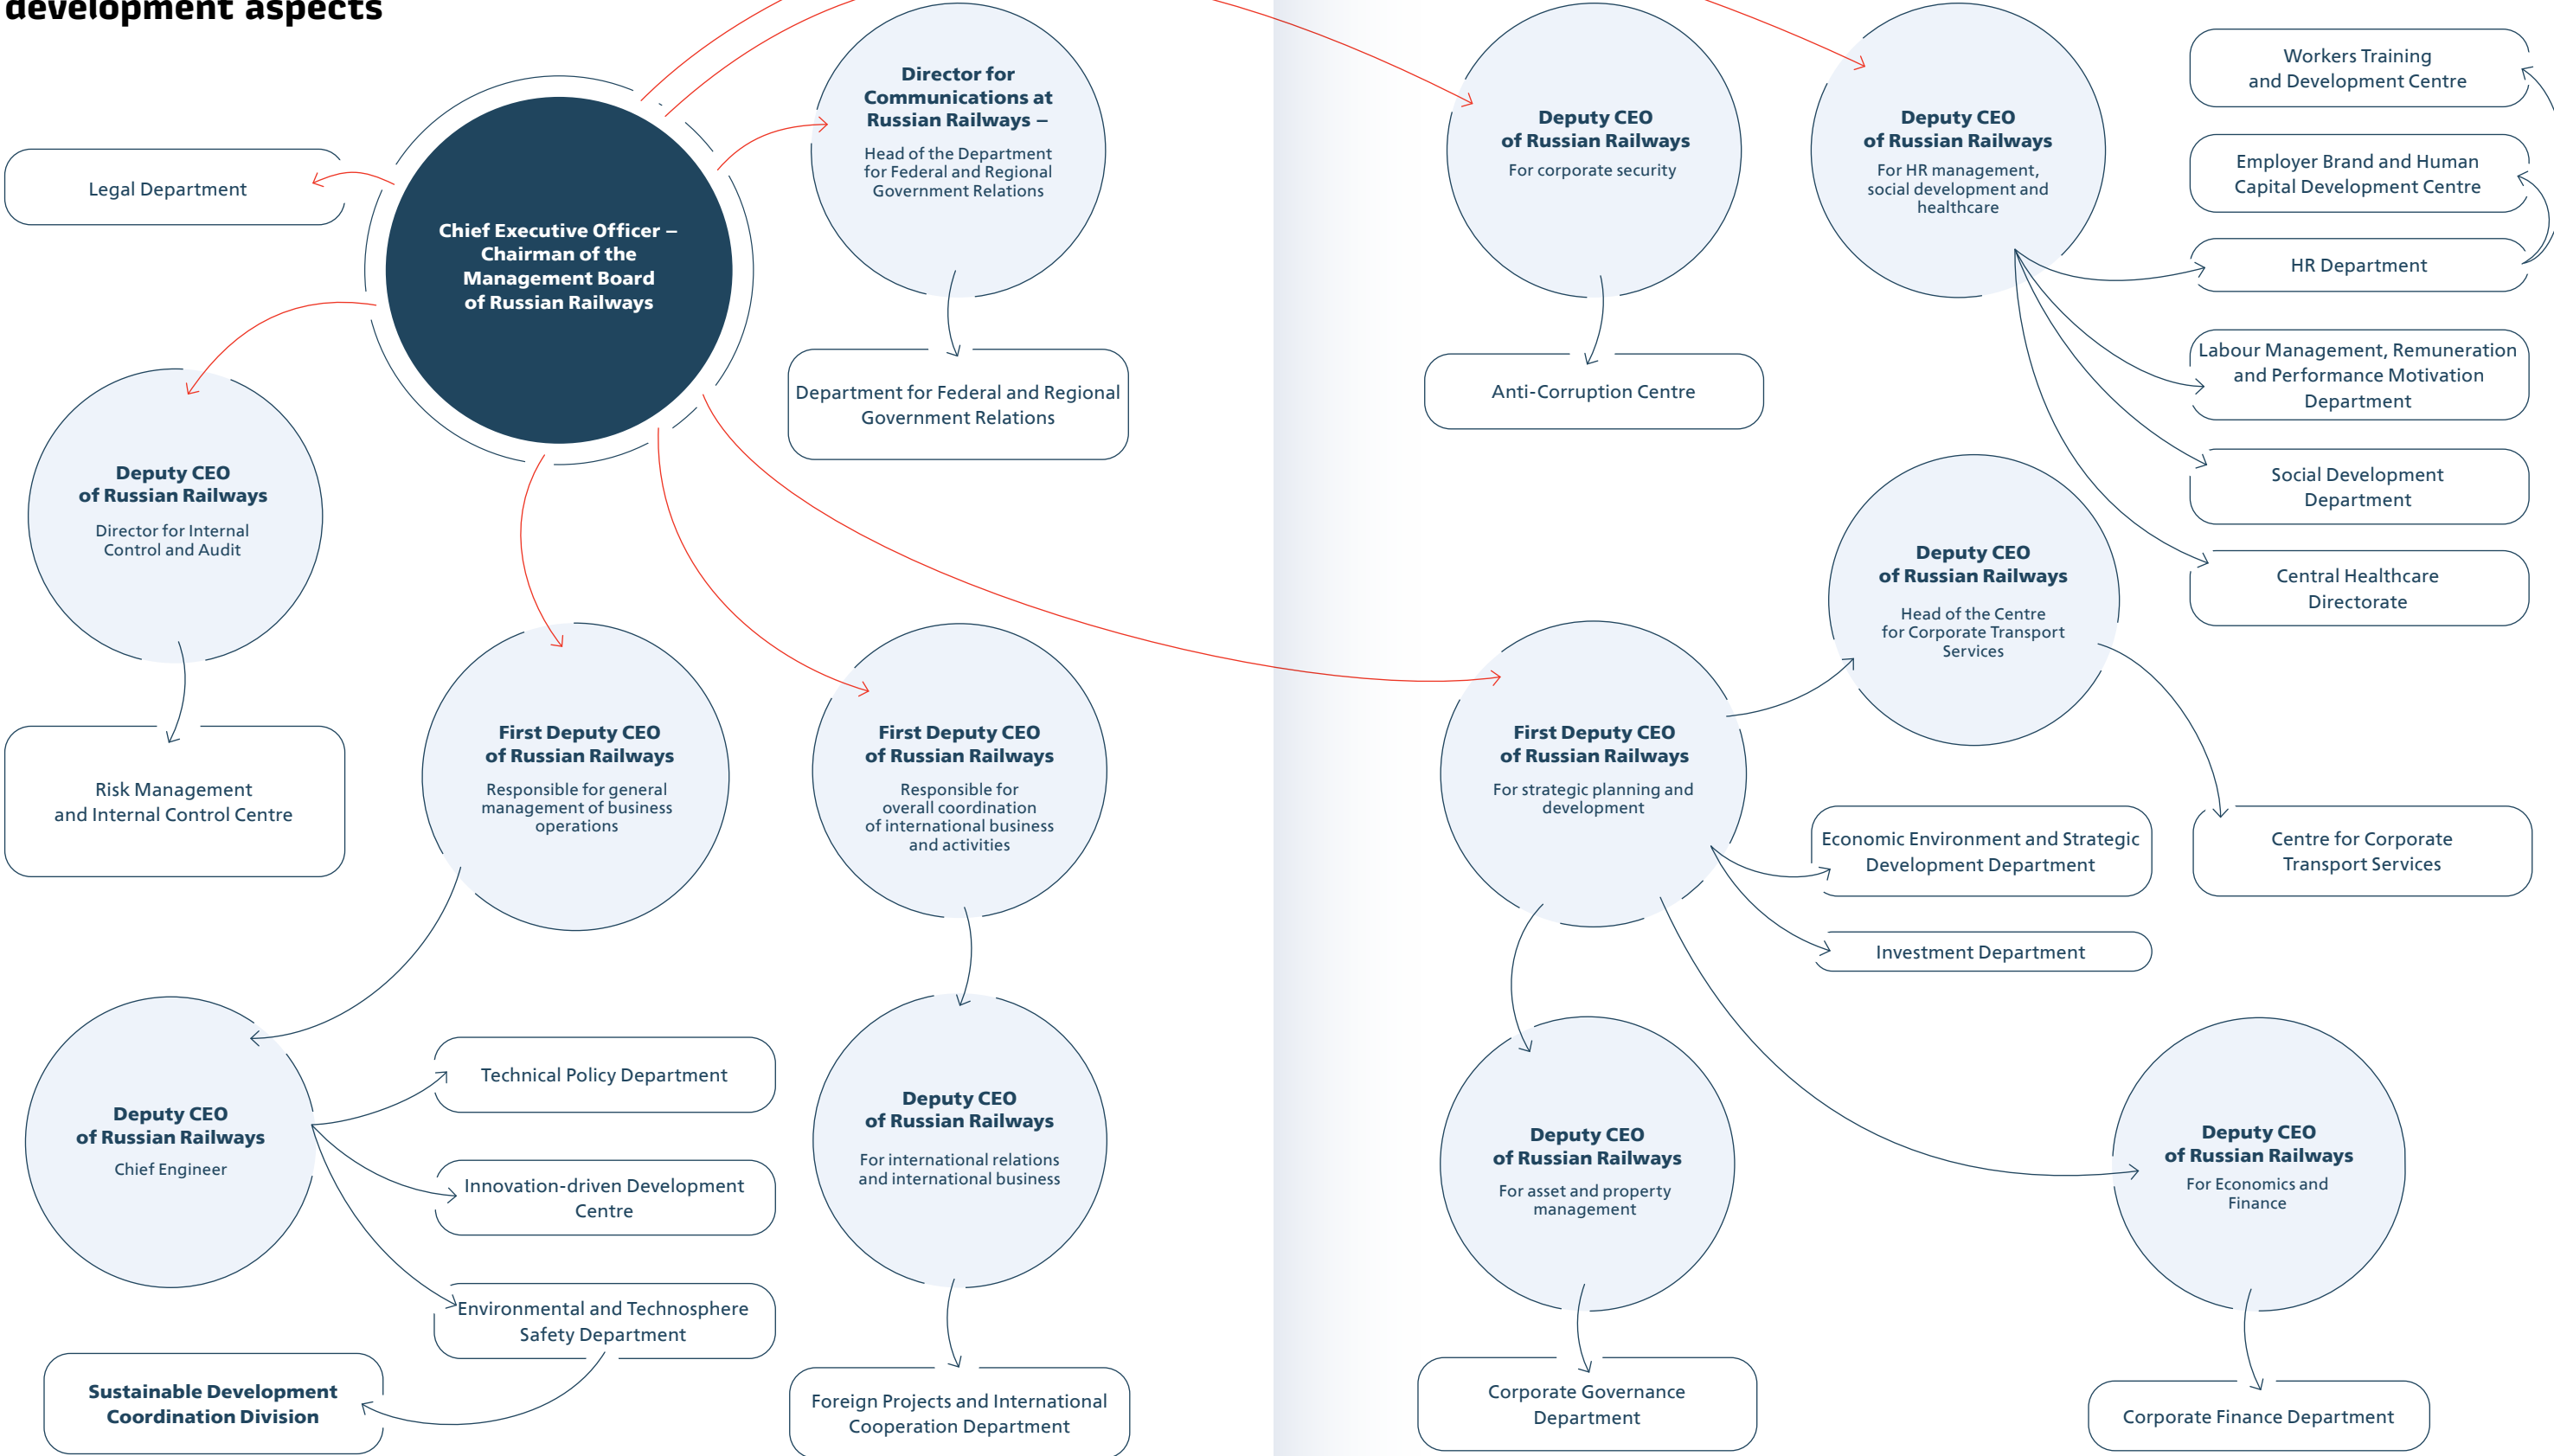 development aspects
Legal Department
Chief Executive Officer –
Chairman of the
Management Board
of Russian Railways
Director for
Communications at
Russian Railways –
Head of the Department
for Federal and Regional
Government Relations
Department for Federal and Regional
Government Relations
Deputy CEO
of Russian Railways
For corporate security
Anti-Corruption Centre
Deputy CEO
of Russian Railways
For HR management,
social development and
healthcare
Workers Training
and Development Centre
Employer Brand and Human
Capital Development Centre
HR Department
Labour Management, Remuneration
and Performance Motivation
Department
Social Development
Department
Central Healthcare
Directorate
Deputy CEO
of Russian Railways
Director for Internal
Control and Audit
Risk Management
and Internal Control Centre
First Deputy CEO
of Russian Railways
Responsible for general
management of business
operations
First Deputy CEO
of Russian Railways
Responsible for
overall coordination
of international business
and activities
First Deputy CEO
of Russian Railways
For strategic planning and
development
Deputy CEO
of Russian Railways
Head of the Centre
for Corporate Transport
Services
Economic Environment and Strategic
Development Department
Investment Department
Centre for Corporate
Transport Services
Deputy CEO
of Russian Railways
Chief Engineer
Technical Policy Department
Innovation-driven Development
Centre
Environmental and Technosphere
Safety Department
Sustainable Development
Coordination Division
Deputy CEO
of Russian Railways
For international relations
and international business
Foreign Projects and International
Cooperation Department
Deputy CEO
of Russian Railways
For asset and property
management
Corporate Governance
Department
Deputy CEO
of Russian Railways
For Economics and
Finance
Corporate Finance Department